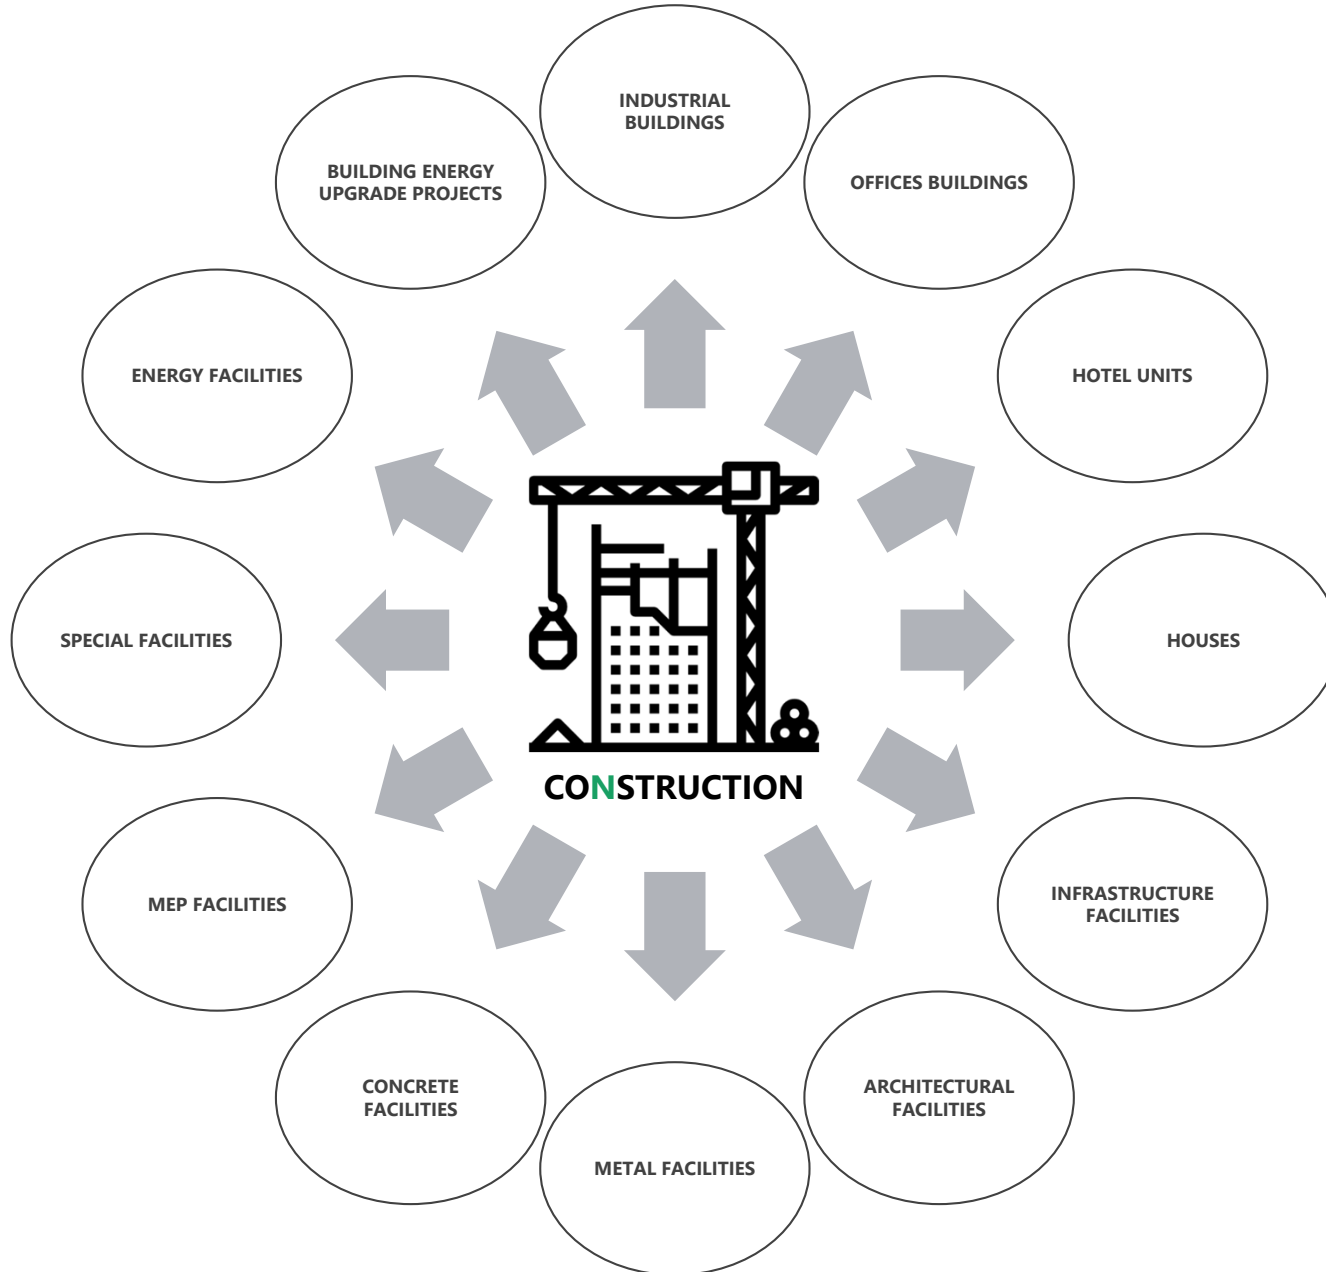 INDUSTRIAL
BUILDINGS
BUILDING ENERGY
UPGRADE PROJECTS
OFFICES BUILDINGS
ENERGY FACILITIES
HOTEL UNITS
SPECIAL FACILITIES
HOUSES
CONSTRUCTION
MEP FACILITIES
INFRASTRUCTURE
FACILITIES
CONCRETE
FACILITIES
ARCHITECTURAL
FACILITIES
METAL FACILITIES